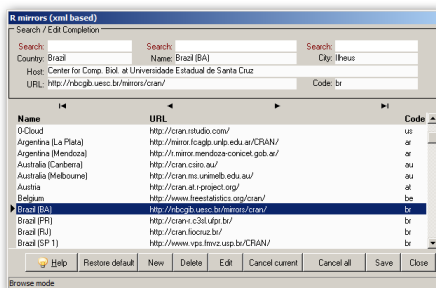 R mirrors (xml based)
Search / Edit Completion
Search: Search: Search:
Country: Brazil Name: Brazil (BA) City: Ilheus
Host: Center for Comp. Biol. at Universidade Estadual de Santa Cruz
URL: http://nbcgib.uesc.br/mirrors/cran/ Code: br
Name URL Code
0-Cloud http://cran.rstudio.com/ us
Argentina (La Plata) http://mirror.fcaglp.unlp.edu.ar/CRAN/ ar
Argentina (Mendoza) http://r.mirror.mendoza-conicet.gob.ar/ ar
Australia (Canberra) http://cran.csiro.au/ au
Australia (Melbourne) http://cran.ms.unimelb.edu.au/ au
Austria http://cran.at.r-project.org/ at
Belgium http://www.freestatistics.org/cran/ be
Brazil (BA) http://nbcgib.uesc.br/mirrors/cran/ br
Brazil (PR) http://cran-r.c3sl.ufpr.br/ br
Brazil (RJ) http://cran.fiocruz.br/ br
Brazil (SP 1) http://www.vps.fmvz.usp.br/CRAN/ br
Help Restore default New Delete Edit Cancel current Cancel all Save Close
Browse mode